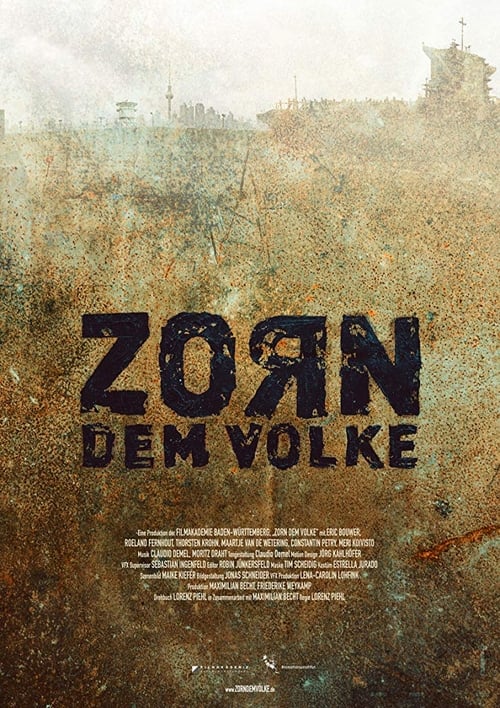 ZOЯN
DEM VOLKE
Eine Produktion der FILMAKADEMIE BADEN-WÜRTTEMBERG "ZORN DEM VOLKE" mit ERIC BOUWER,
ROELAND FERNHOUT, THORSTEN KROHN, MAARTJE VAN DE WETERING, CONSTANTIN PETRY, MERI KOIVISTO
Musik CLAUDIO DEMEL, MORITZ DRAHT Tongestaltung Claudio Demel Motion Design JÖRG KAHLHÖFER
VFX Supervisor SEBASTIAN INGENFELD Editor ROBIN JÜNKERSFELD Maske TIM SCHEIDIG Kostüm ESTRELLA JURADO
Szenenbild MAIKE KIEFER Bildgestaltung JONAS SCHNEIDER VFX Produktion LENA-CAROLIN LOHFINK
Produktion MAXIMILIAN BECHT, FRIEDERIKE WEYKAMP
Drehbuch LORENZ PIEHL in Zusammenarbeit mit MAXIMILIAN BECHT Regie LORENZ PIEHL
FILMAKADEMIE
www.ZORNDEMVOLKE.de